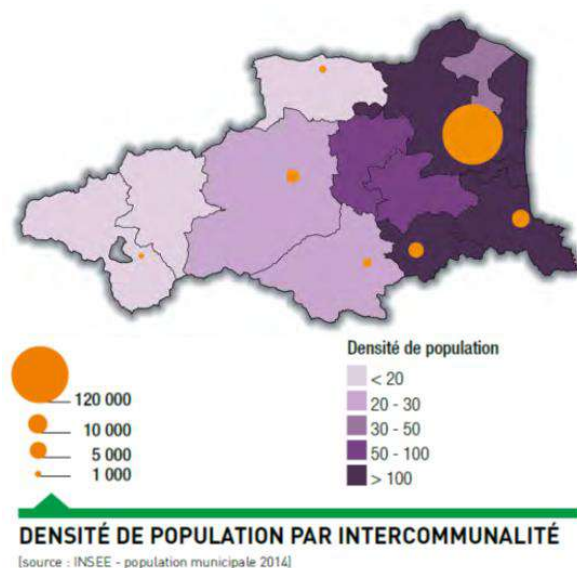 120 000
10 000
5 000
1 000
Densité de population
< 20
20 - 30
30 - 50
50 - 100
> 100
DENSITÉ DE POPULATION PAR INTERCOMMUNALITÉ
[source : INSEE - population municipale 2014]